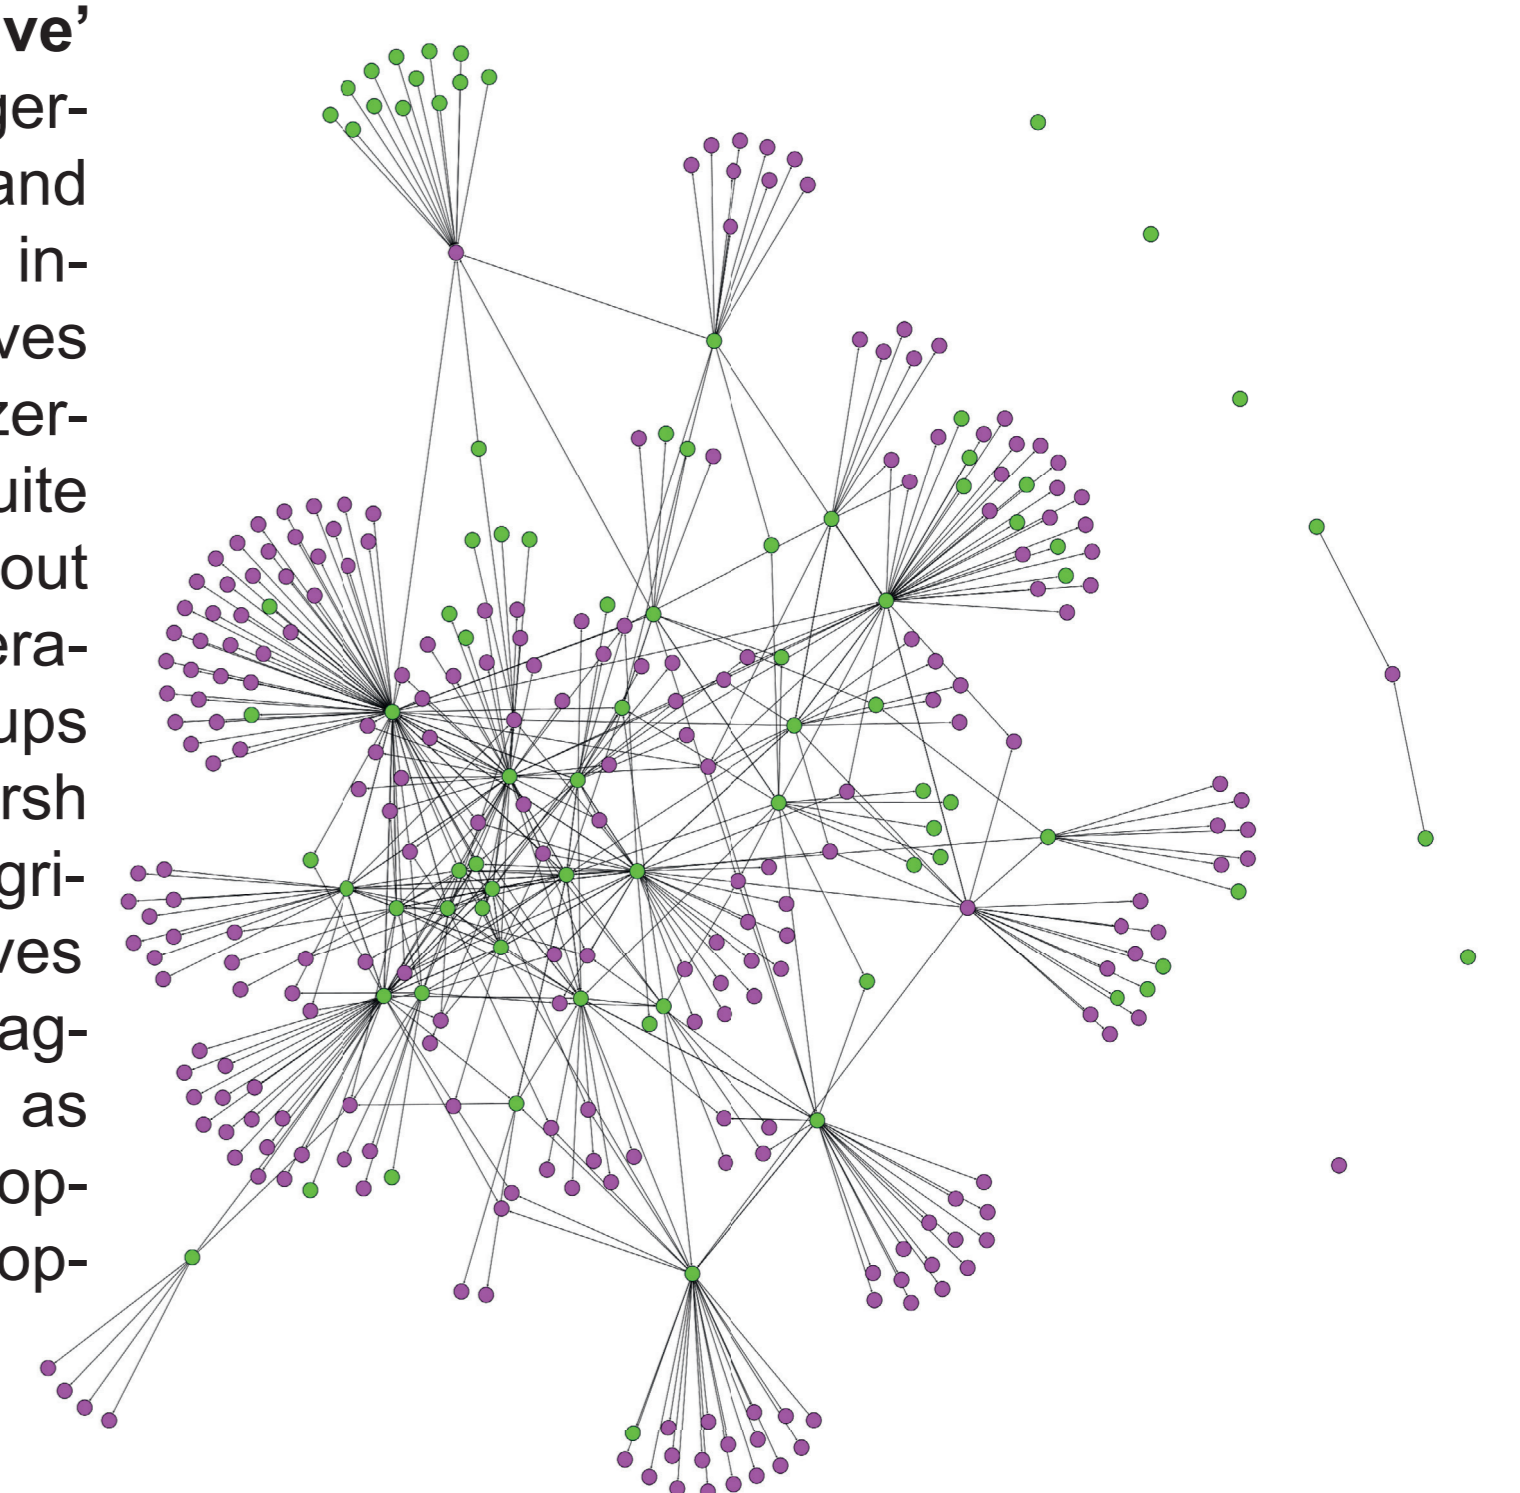 ve’
ger-
and
in-
ves
zer-
uite
out
era-
ups
rsh
gri-
ves
ag-
as
op-
op-